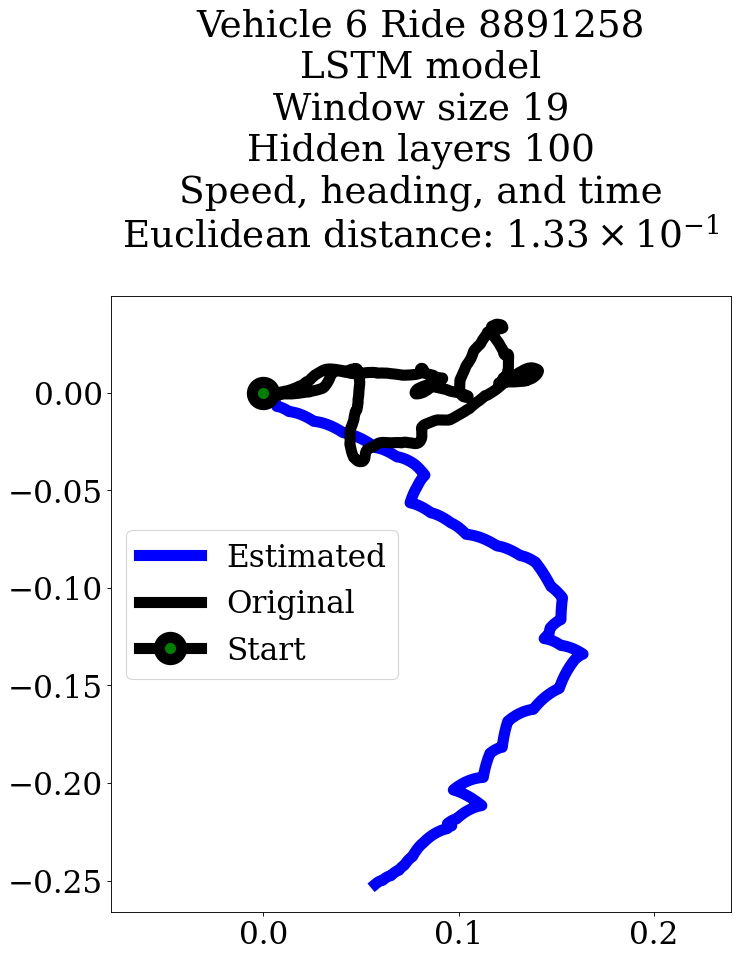 Vehicle 6 Ride 8891258
LSTM model
Window size 19
Hidden layers 100
Speed, heading, and time
Euclidean distance: 1.33 × 10⁻¹
0.00
−0.05
−0.10
−0.15
−0.20
−0.25
Estimated
Original
Start
0.0 0.1 0.2